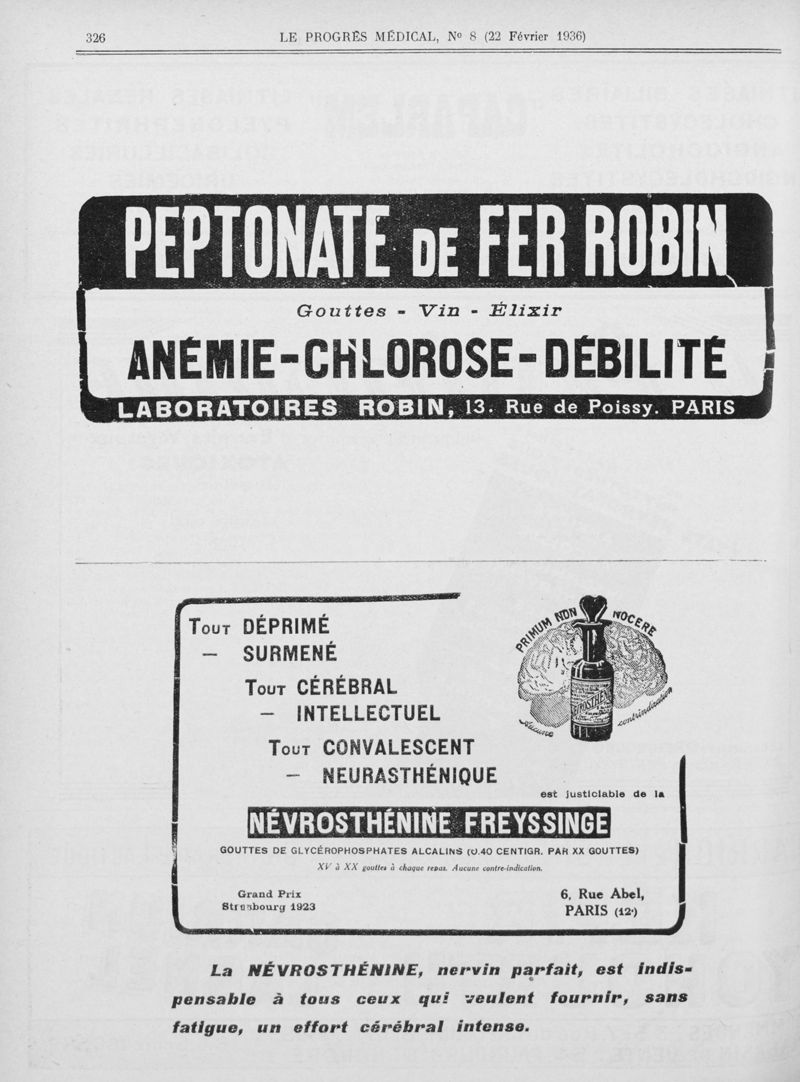 326
LE PROGRÈS MÉDICAL, No 8 (22 Février 1936)
PEPTONATE DE FER ROBIN
Gouttes - Vin - Élixir
ANÉMIE-CHLOROSE-DÉBILITÉ
LABORATOIRES ROBIN, 13. Rue de Poissy. PARIS
TOUT DÉPRIMÉ
— SURMENÉ
TOUT CÉRÉBRAL
— INTELLECTUEL
TOUT CONVALESCENT
— NEURASTHÉNIQUE
PRIMUM NON NOCERE
NÉVROSTHÉNINE
Aucune contrindication
est justiciable de la
NÉVROSTHÉNINE FREYSSINGE
GOUTTES DE GLYCÉROPHOSPHATES ALCALINS (0.40 CENTIGR. PAR XX GOUTTES)
XV à XX gouttes à chaque repas. Aucune contre-indication.
Grand Prix
Strasbourg 1923
6, Rue Abel,
PARIS (12e)
La NÉVROSTHÉNINE, nervin parfait, est indis-
pensable à tous ceux qui veulent fournir, sans
fatigue, un effort cérébral intense.